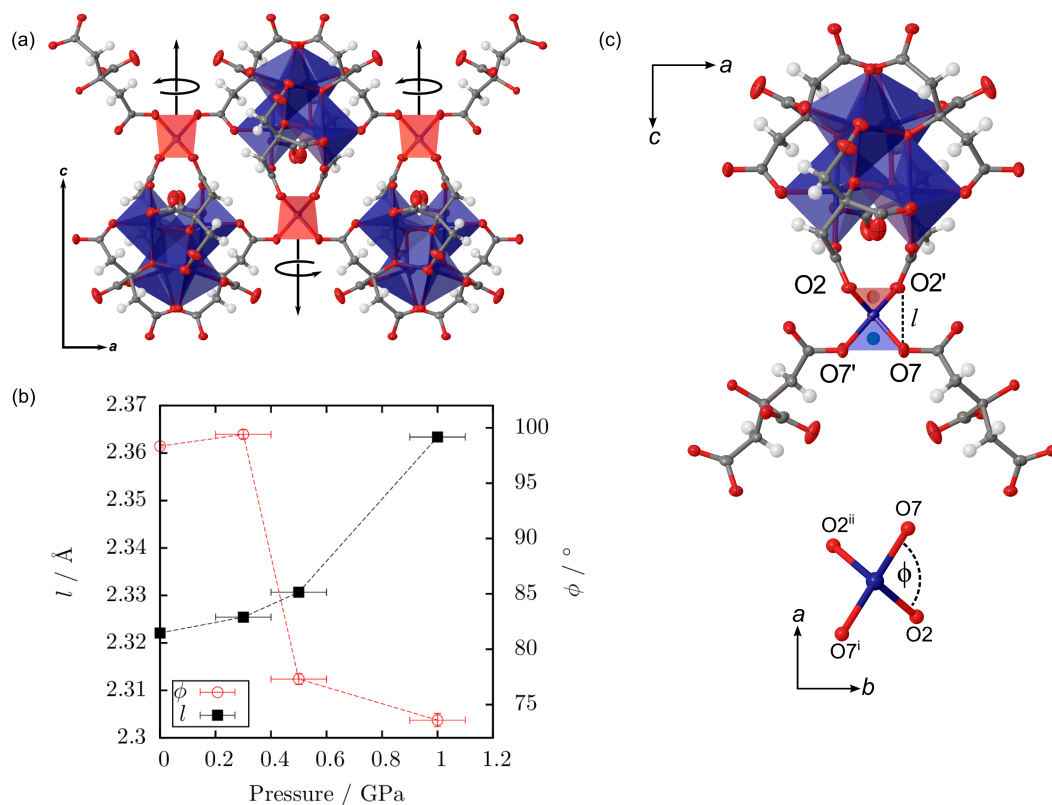 (a)
c
a
(b)
2.37
2.36
2.35
2.34
2.33
2.32
2.31
2.3
l / Å
100
95
90
85
80
75
ϕ / °
ϕ
l
0 0.2 0.4 0.6 0.8 1 1.2
Pressure / GPa
(c)
a
c
O2 O2'
l
O7' O7
O7
O2ii
ϕ
O2
O7i
a
b